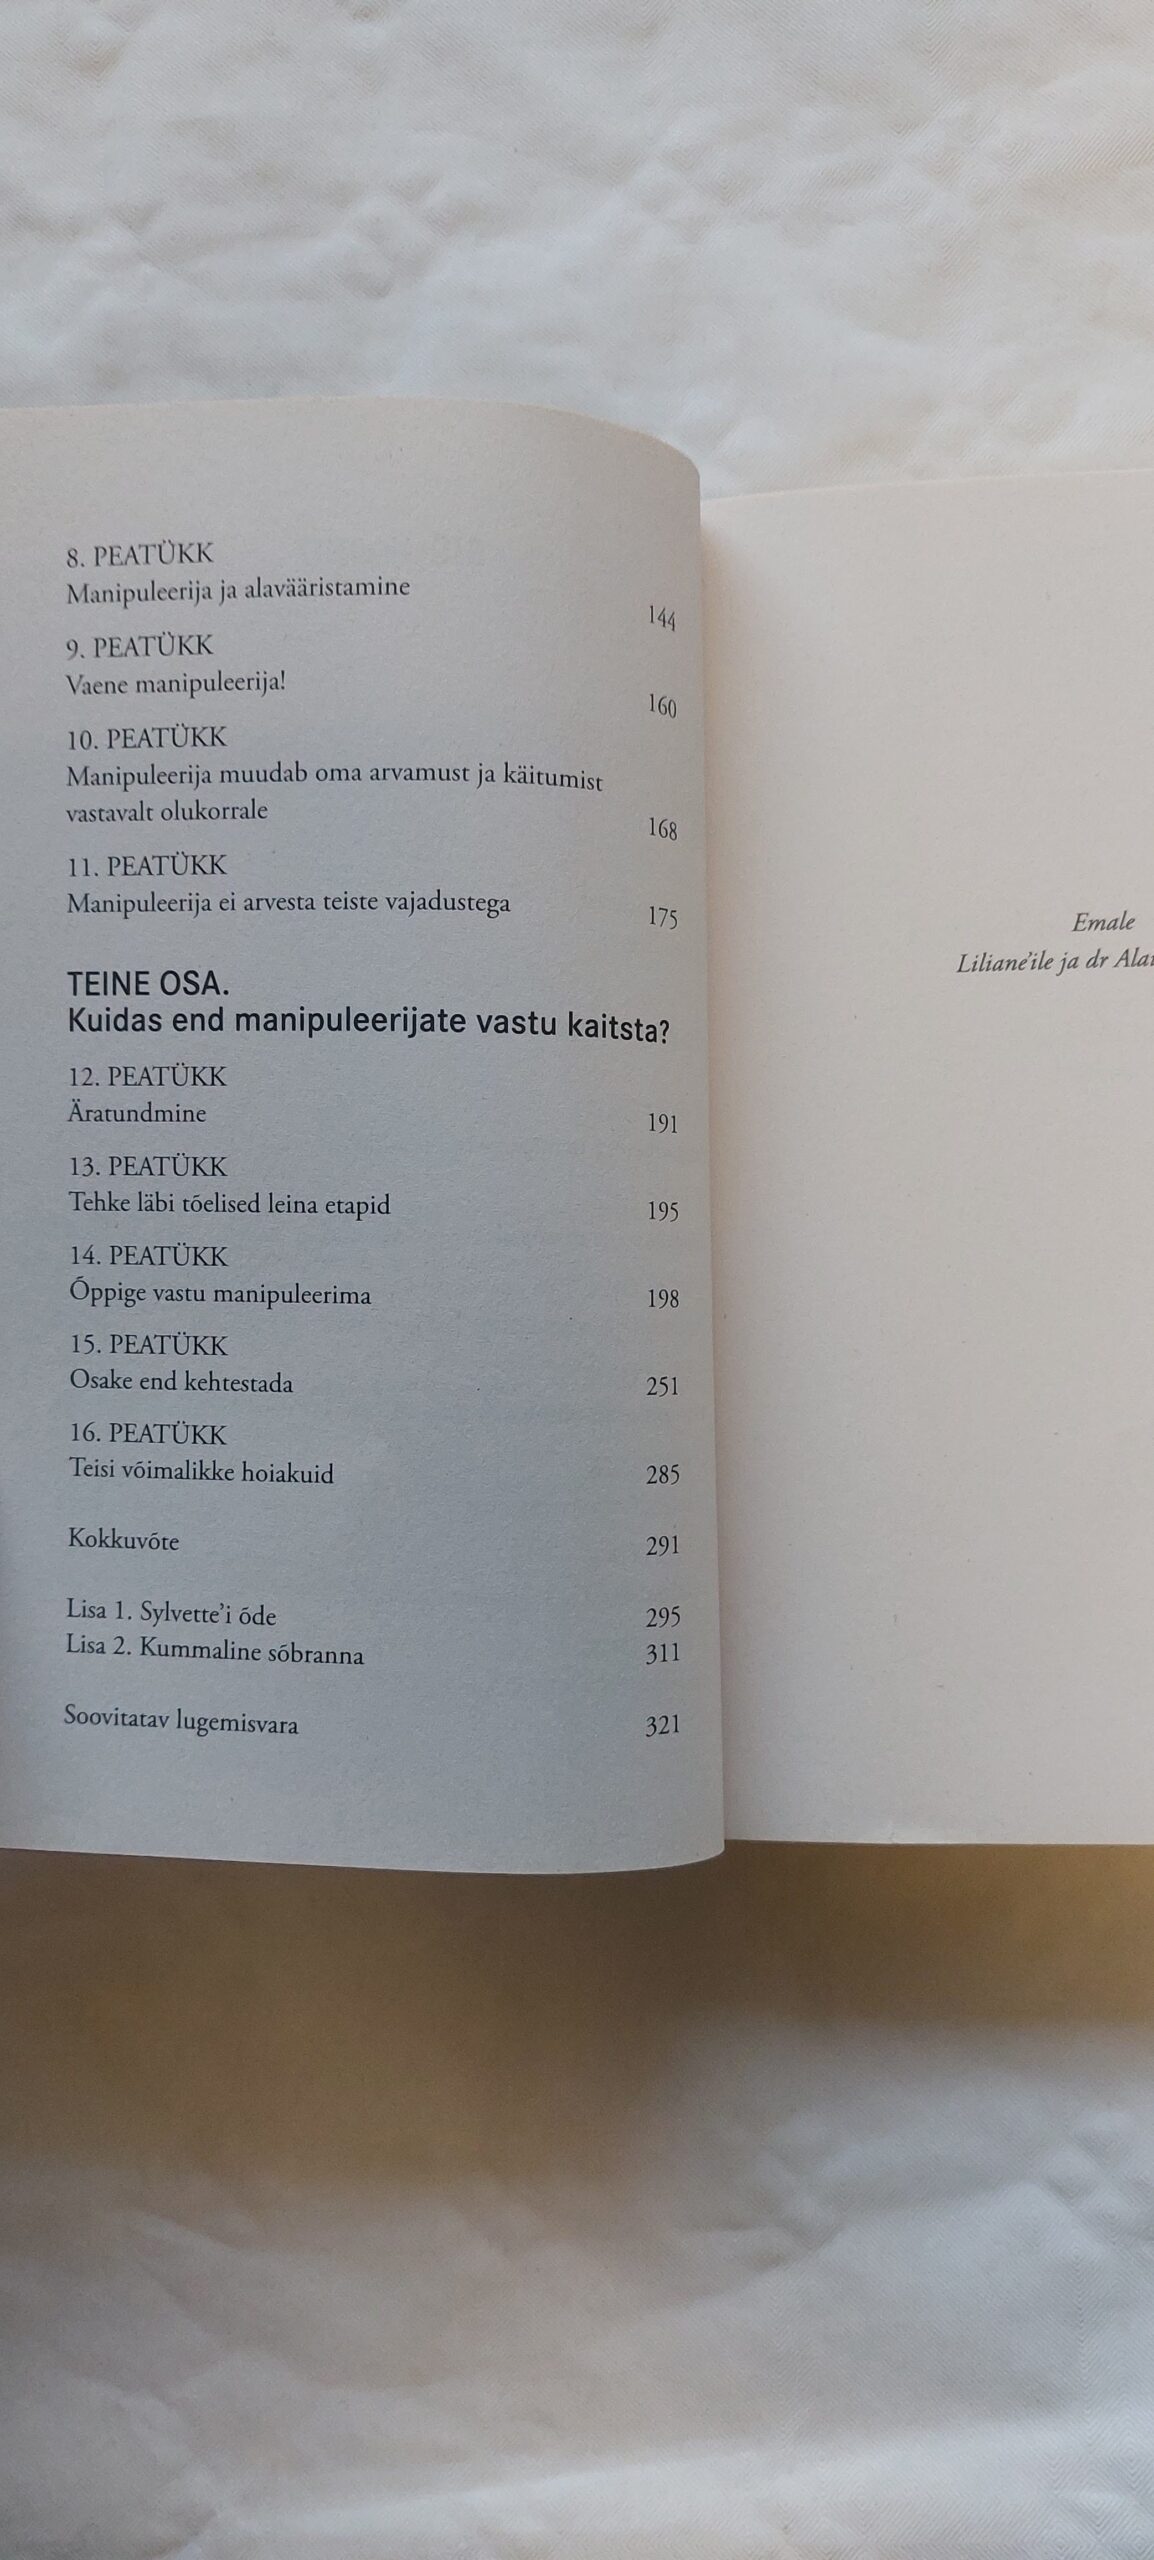 8. PEATÜKK
Manipuleerija ja alavääristamine 144
9. PEATÜKK
Vaene manipuleerija! 160
10. PEATÜKK
Manipuleerija muudab oma arvamust ja käitumist
vastavalt olukorrale 168
11. PEATÜKK
Manipuleerija ei arvesta teiste vajadustega 175
TEINE OSA.
Kuidas end manipuleerijate vastu kaitsta?
12. PEATÜKK
Äratundmine 191
13. PEATÜKK
Tehke läbi tõelised leina etapid 195
14. PEATÜKK
Õppige vastu manipuleerima 198
15. PEATÜKK
Osake end kehtestada 251
16. PEATÜKK
Teisi võimalikke hoiakuid 285
Kokkuvõte 291
Lisa 1. Sylvette'i õde 295
Lisa 2. Kummaline sõbranna 311
Soovitatav lugemisvara 321
Emale
Liliane'ile ja dr